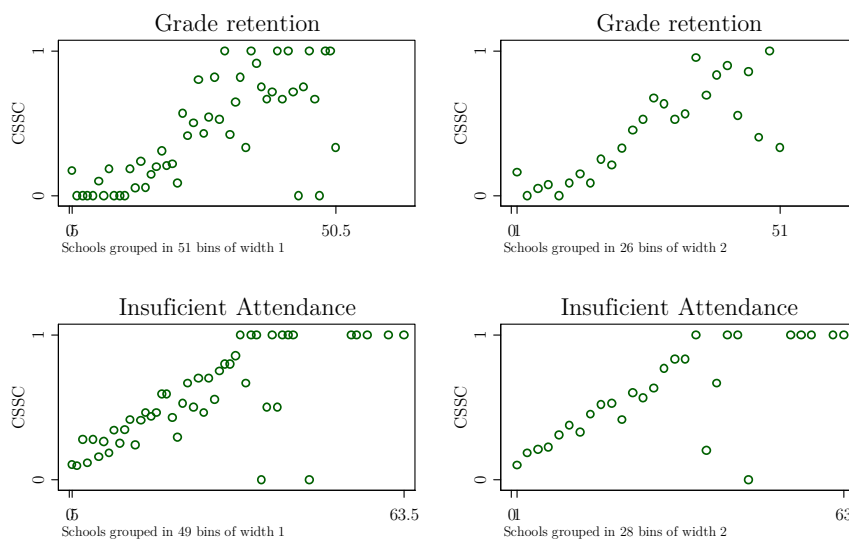 Grade retention
Grade retention
1
0
CSSC
0 .5
50.5
Schools grouped in 51 bins of width 1
1
0
CSSC
0 1
51
Schools grouped in 26 bins of width 2
Insuficient Attendance
Insuficient Attendance
1
0
CSSC
0 .5
63.5
Schools grouped in 49 bins of width 1
1
0
CSSC
0 1
63
Schools grouped in 28 bins of width 2